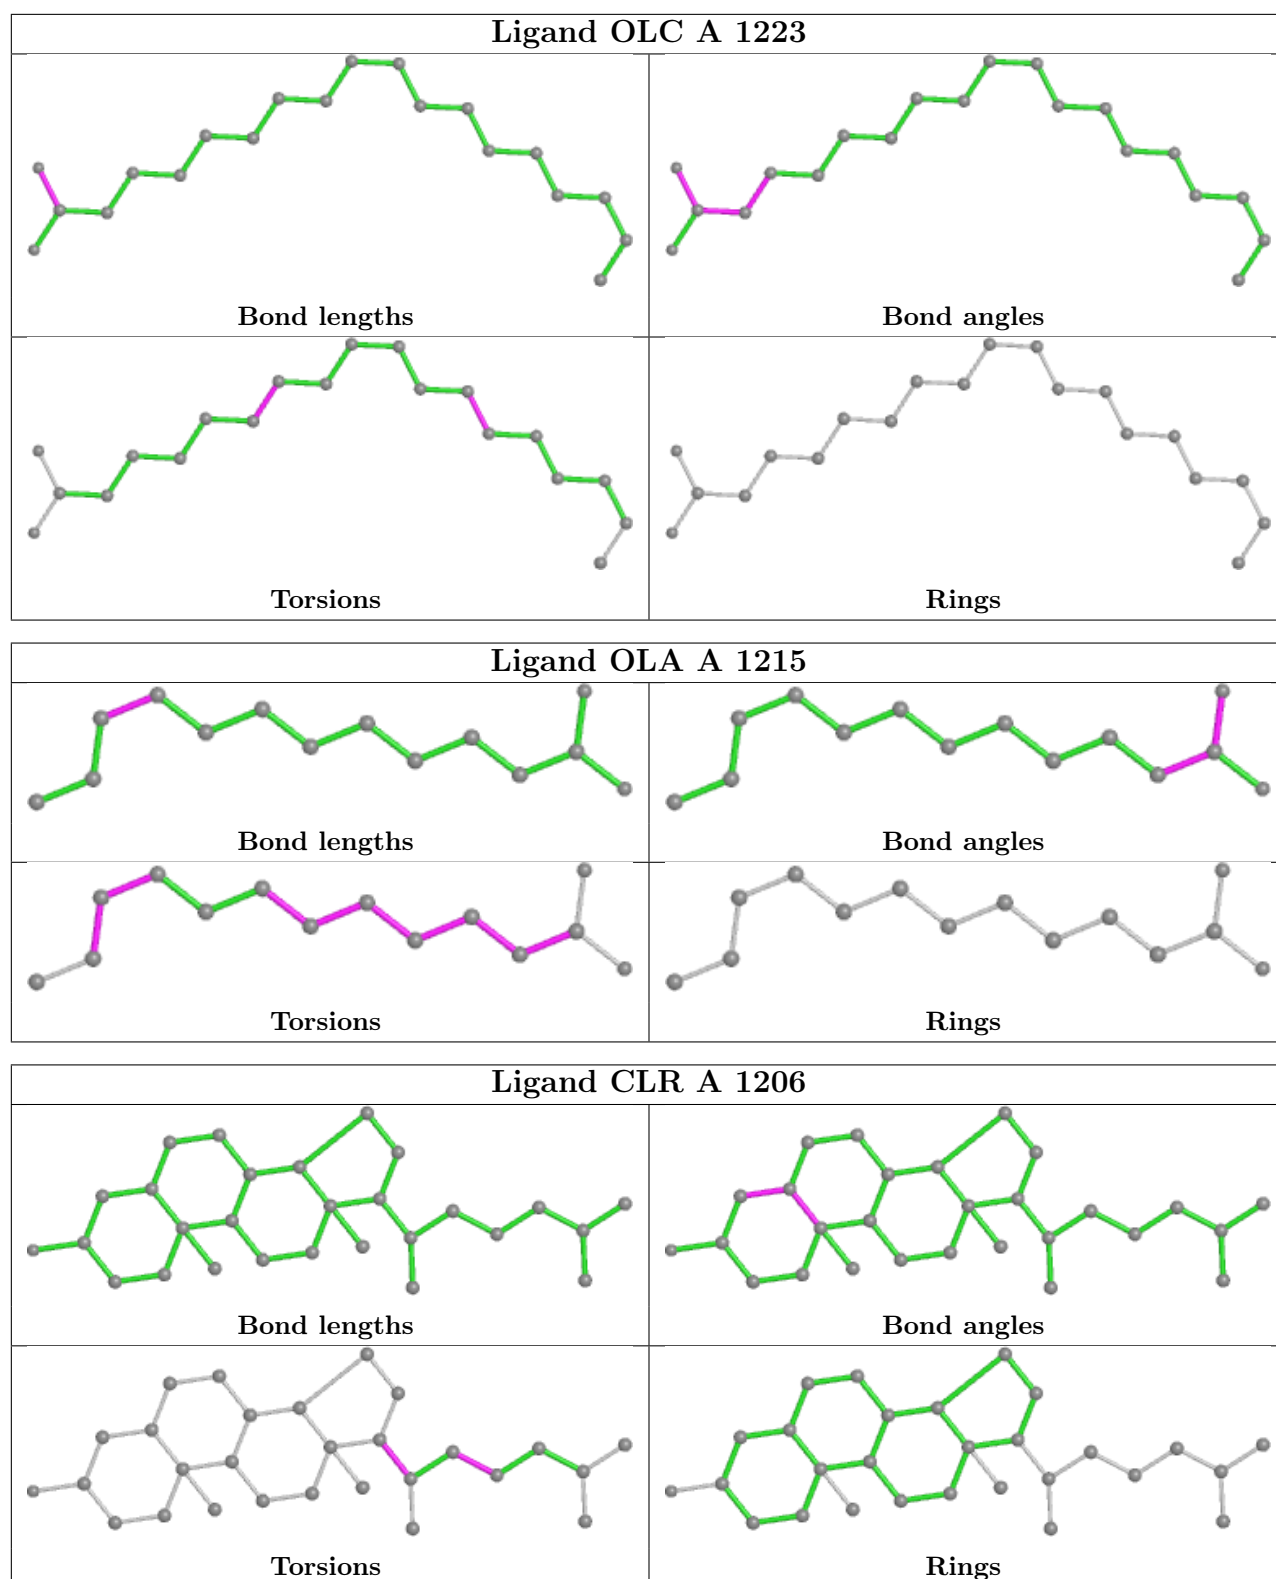 Ligand OLC A 1223
Bond lengths
Bond angles
Torsions
Rings
Ligand OLA A 1215
Bond lengths
Bond angles
Torsions
Rings
Ligand CLR A 1206
Bond lengths
Bond angles
Torsions
Rings